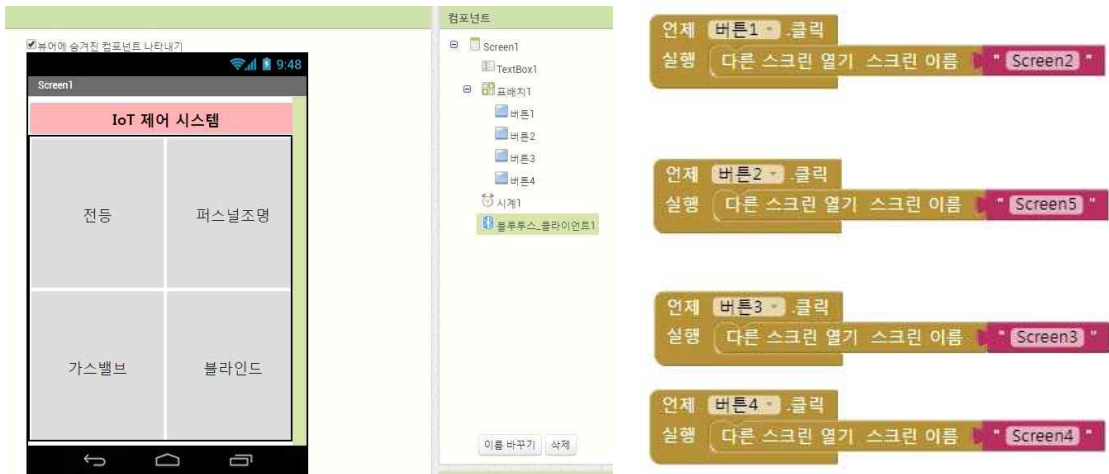 뷰어에 숨겨진 컴포넌트 나타내기
9:48
Screen1
IoT 제어 시스템
전등
퍼스널조명
가스밸브
블라인드
컴포넌트
Screen1
TextBox1
표배치1
버튼1
버튼2
버튼3
버튼4
시계1
블루투스_클라이언트1
이름 바꾸기
삭제
언제 버튼1 .클릭
실행 다른 스크린 열기 스크린 이름 " Screen2 "
언제 버튼2 .클릭
실행 다른 스크린 열기 스크린 이름 " Screen5 "
언제 버튼3 .클릭
실행 다른 스크린 열기 스크린 이름 " Screen3 "
언제 버튼4 .클릭
실행 다른 스크린 열기 스크린 이름 " Screen4 "